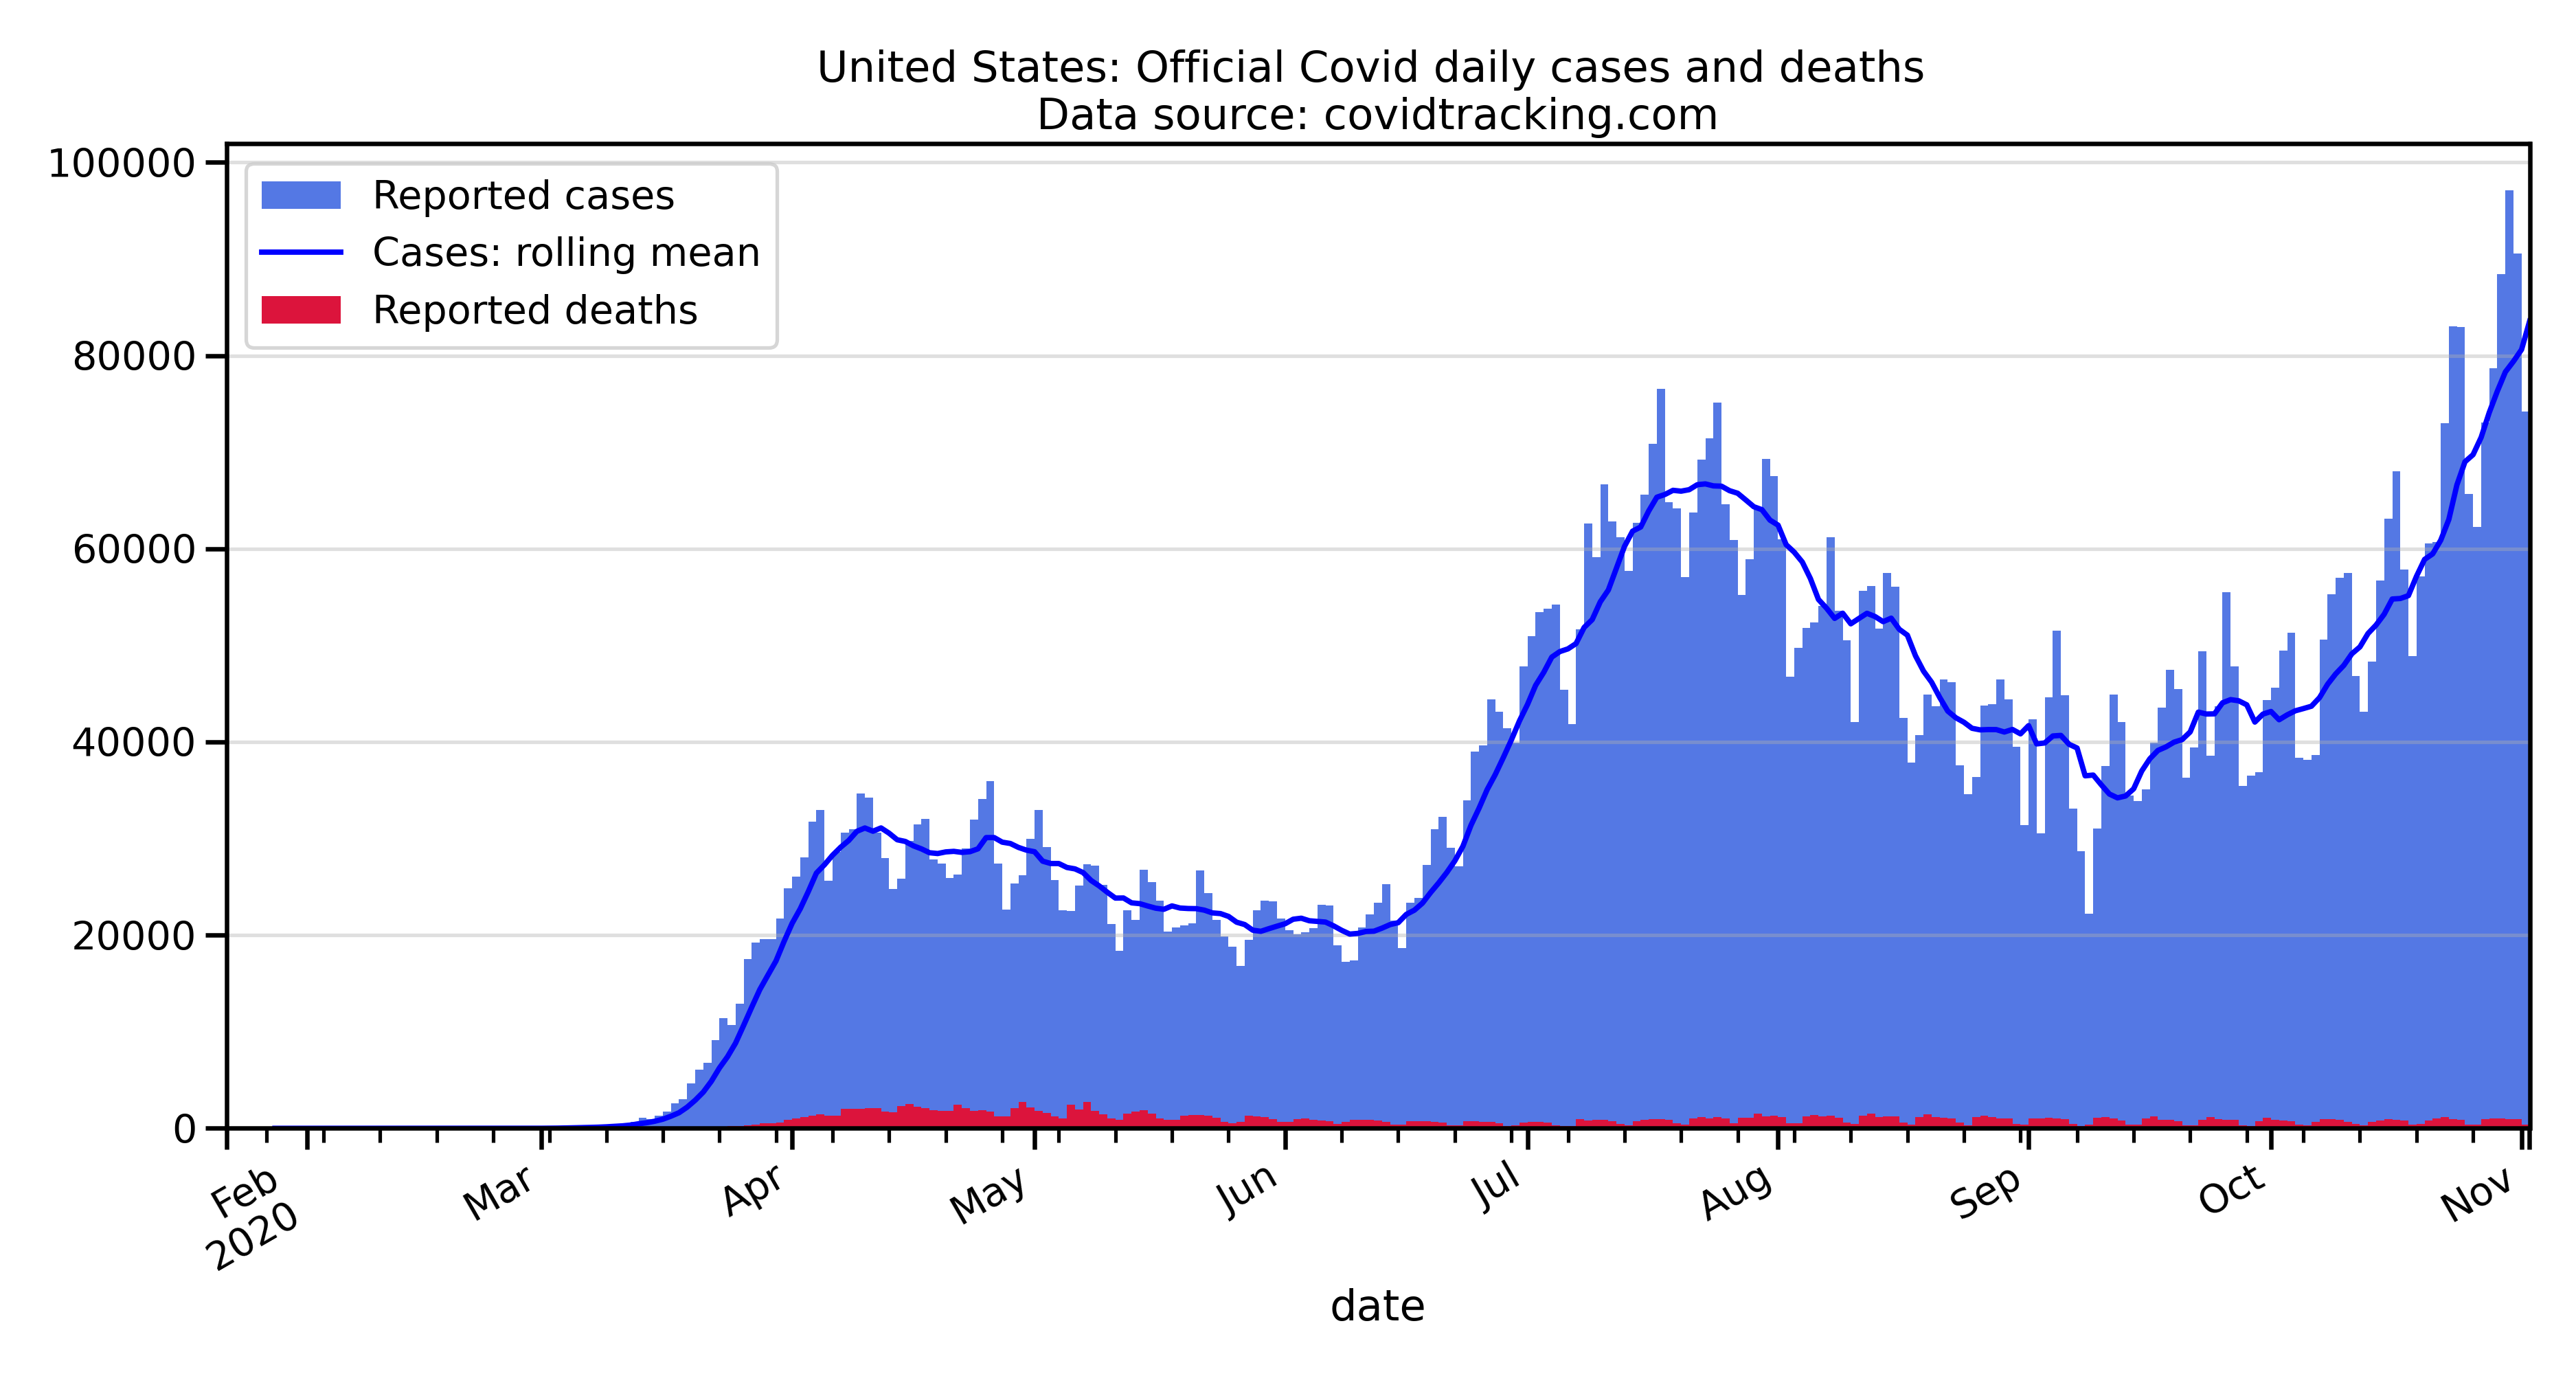 United States: Official Covid daily cases and deaths
Data source: covidtracking.com
Reported cases
Cases: rolling mean
Reported deaths
100000
80000
60000
40000
20000
0
Feb
2020
Mar
Apr
May
Jun
Jul
Aug
Sep
Oct
Nov
date